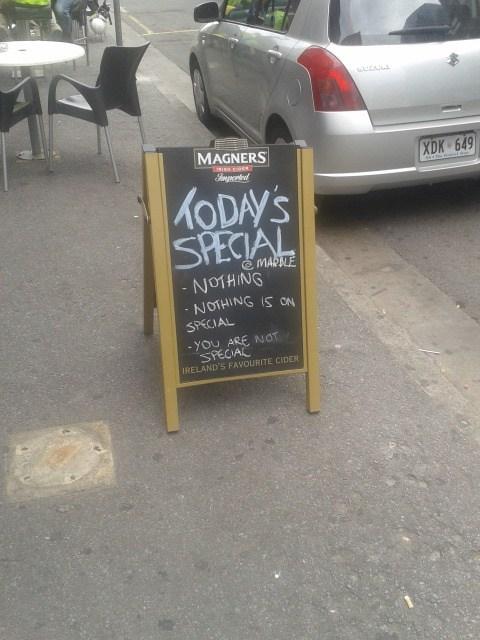 MAGNERS
IRISH CIDER
Imported
TODAY'S
SPECIAL
@ MARBLE
- NOTHING
- NOTHING IS ON
SPECIAL
- YOU ARE NOT
SPECIAL
IRELAND'S FAVOURITE CIDER
SUZUKI
XDK 649